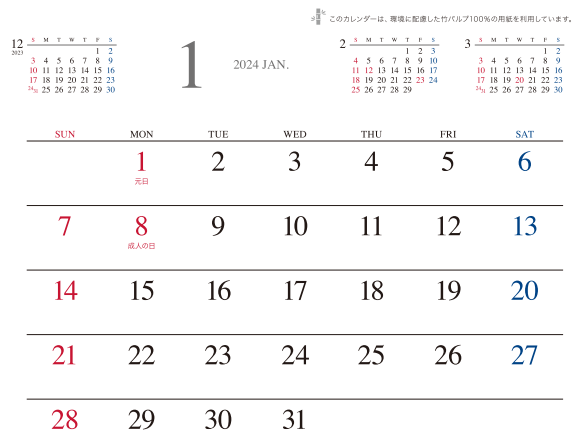 このカレンダーは、環境に配慮した竹パルプ100%の用紙を利用しています。
12
2023
S M T W T F S
1 2
3 4 5 6 7 8 9
10 11 12 13 14 15 16
17 18 19 20 21 22 23
24/31 25 26 27 28 29 30
1
2024 JAN.
2
S M T W T F S
1 2 3
4 5 6 7 8 9 10
11 12 13 14 15 16 17
18 19 20 21 22 23 24
25 26 27 28 29
3
S M T W T F S
1 2
3 4 5 6 7 8 9
10 11 12 13 14 15 16
17 18 19 20 21 22 23
24/31 25 26 27 28 29 30
SUN MON TUE WED THU FRI SAT
1 2 3 4 5 6
元日
7 8 9 10 11 12 13
成人の日
14 15 16 17 18 19 20
21 22 23 24 25 26 27
28 29 30 31